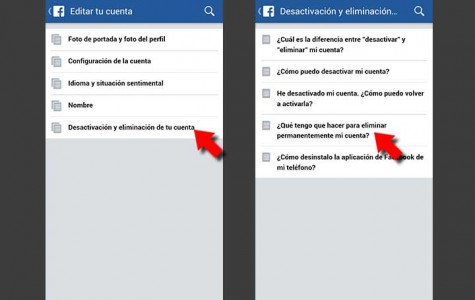 Editar tu cuenta
Foto de portada y foto del perfil
Configuración de la cuenta
Idioma y situación sentimental
Nombre
Desactivación y eliminación de tu cuenta
Desactivación y eliminación...
¿Cuál es la diferencia entre "desactivar" y
"eliminar" mi cuenta?
¿Cómo puedo desactivar mi cuenta?
He desactivado mi cuenta. ¿Cómo puedo volver
a activarla?
¿Qué tengo que hacer para eliminar
permanentemente mi cuenta?
¿Cómo desinstalo la aplicación de Facebook de
mi teléfono?